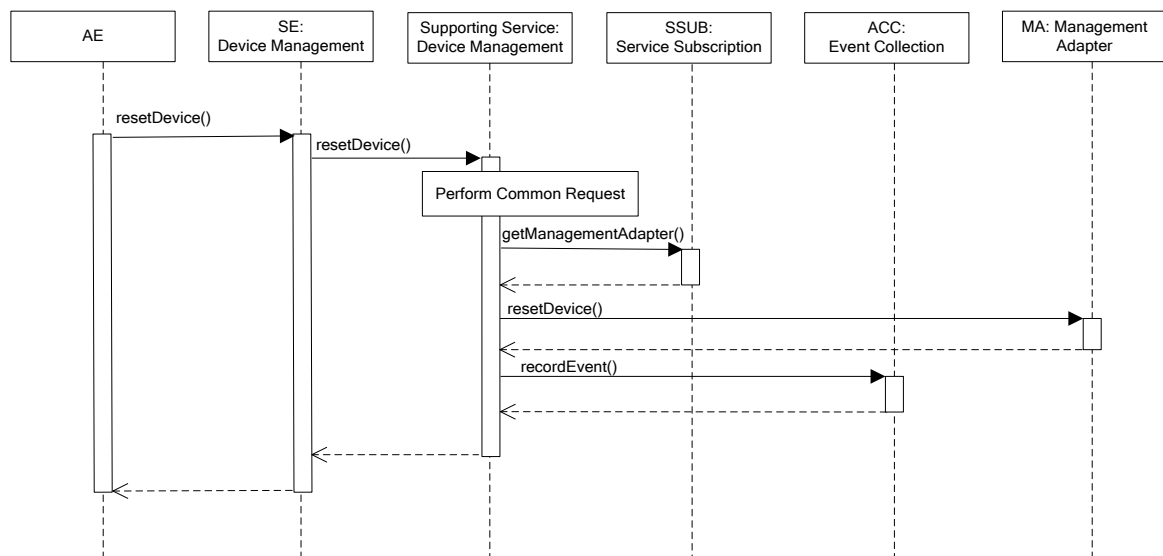 AE
SE:
Device Management
Supporting Service:
Device Management
SSUB:
Service Subscription
ACC:
Event Collection
MA: Management
Adapter
resetDevice()
resetDevice()
Perform Common Request
getManagementAdapter()
resetDevice()
recordEvent()